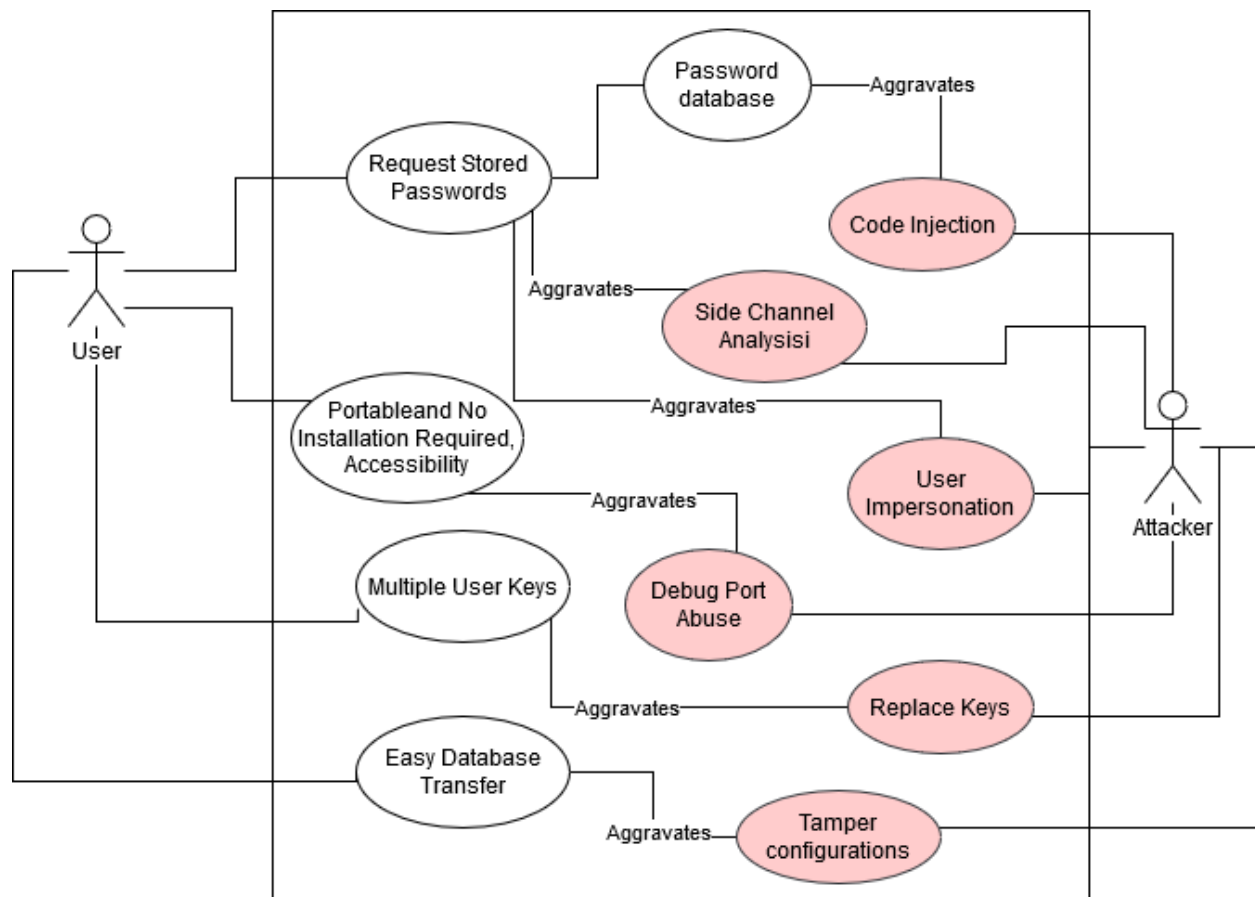 Password
database
Aggravates
Request Stored
Passwords
Code Injection
Aggravates
Side Channel
Analysisi
User
Portableand No
Installation Required,
Accessibility
Aggravates
User
Impersonation
Attacker
Aggravates
Multiple User Keys
Debug Port
Abuse
Aggravates
Replace Keys
Easy Database
Transfer
Aggravates
Tamper
configurations